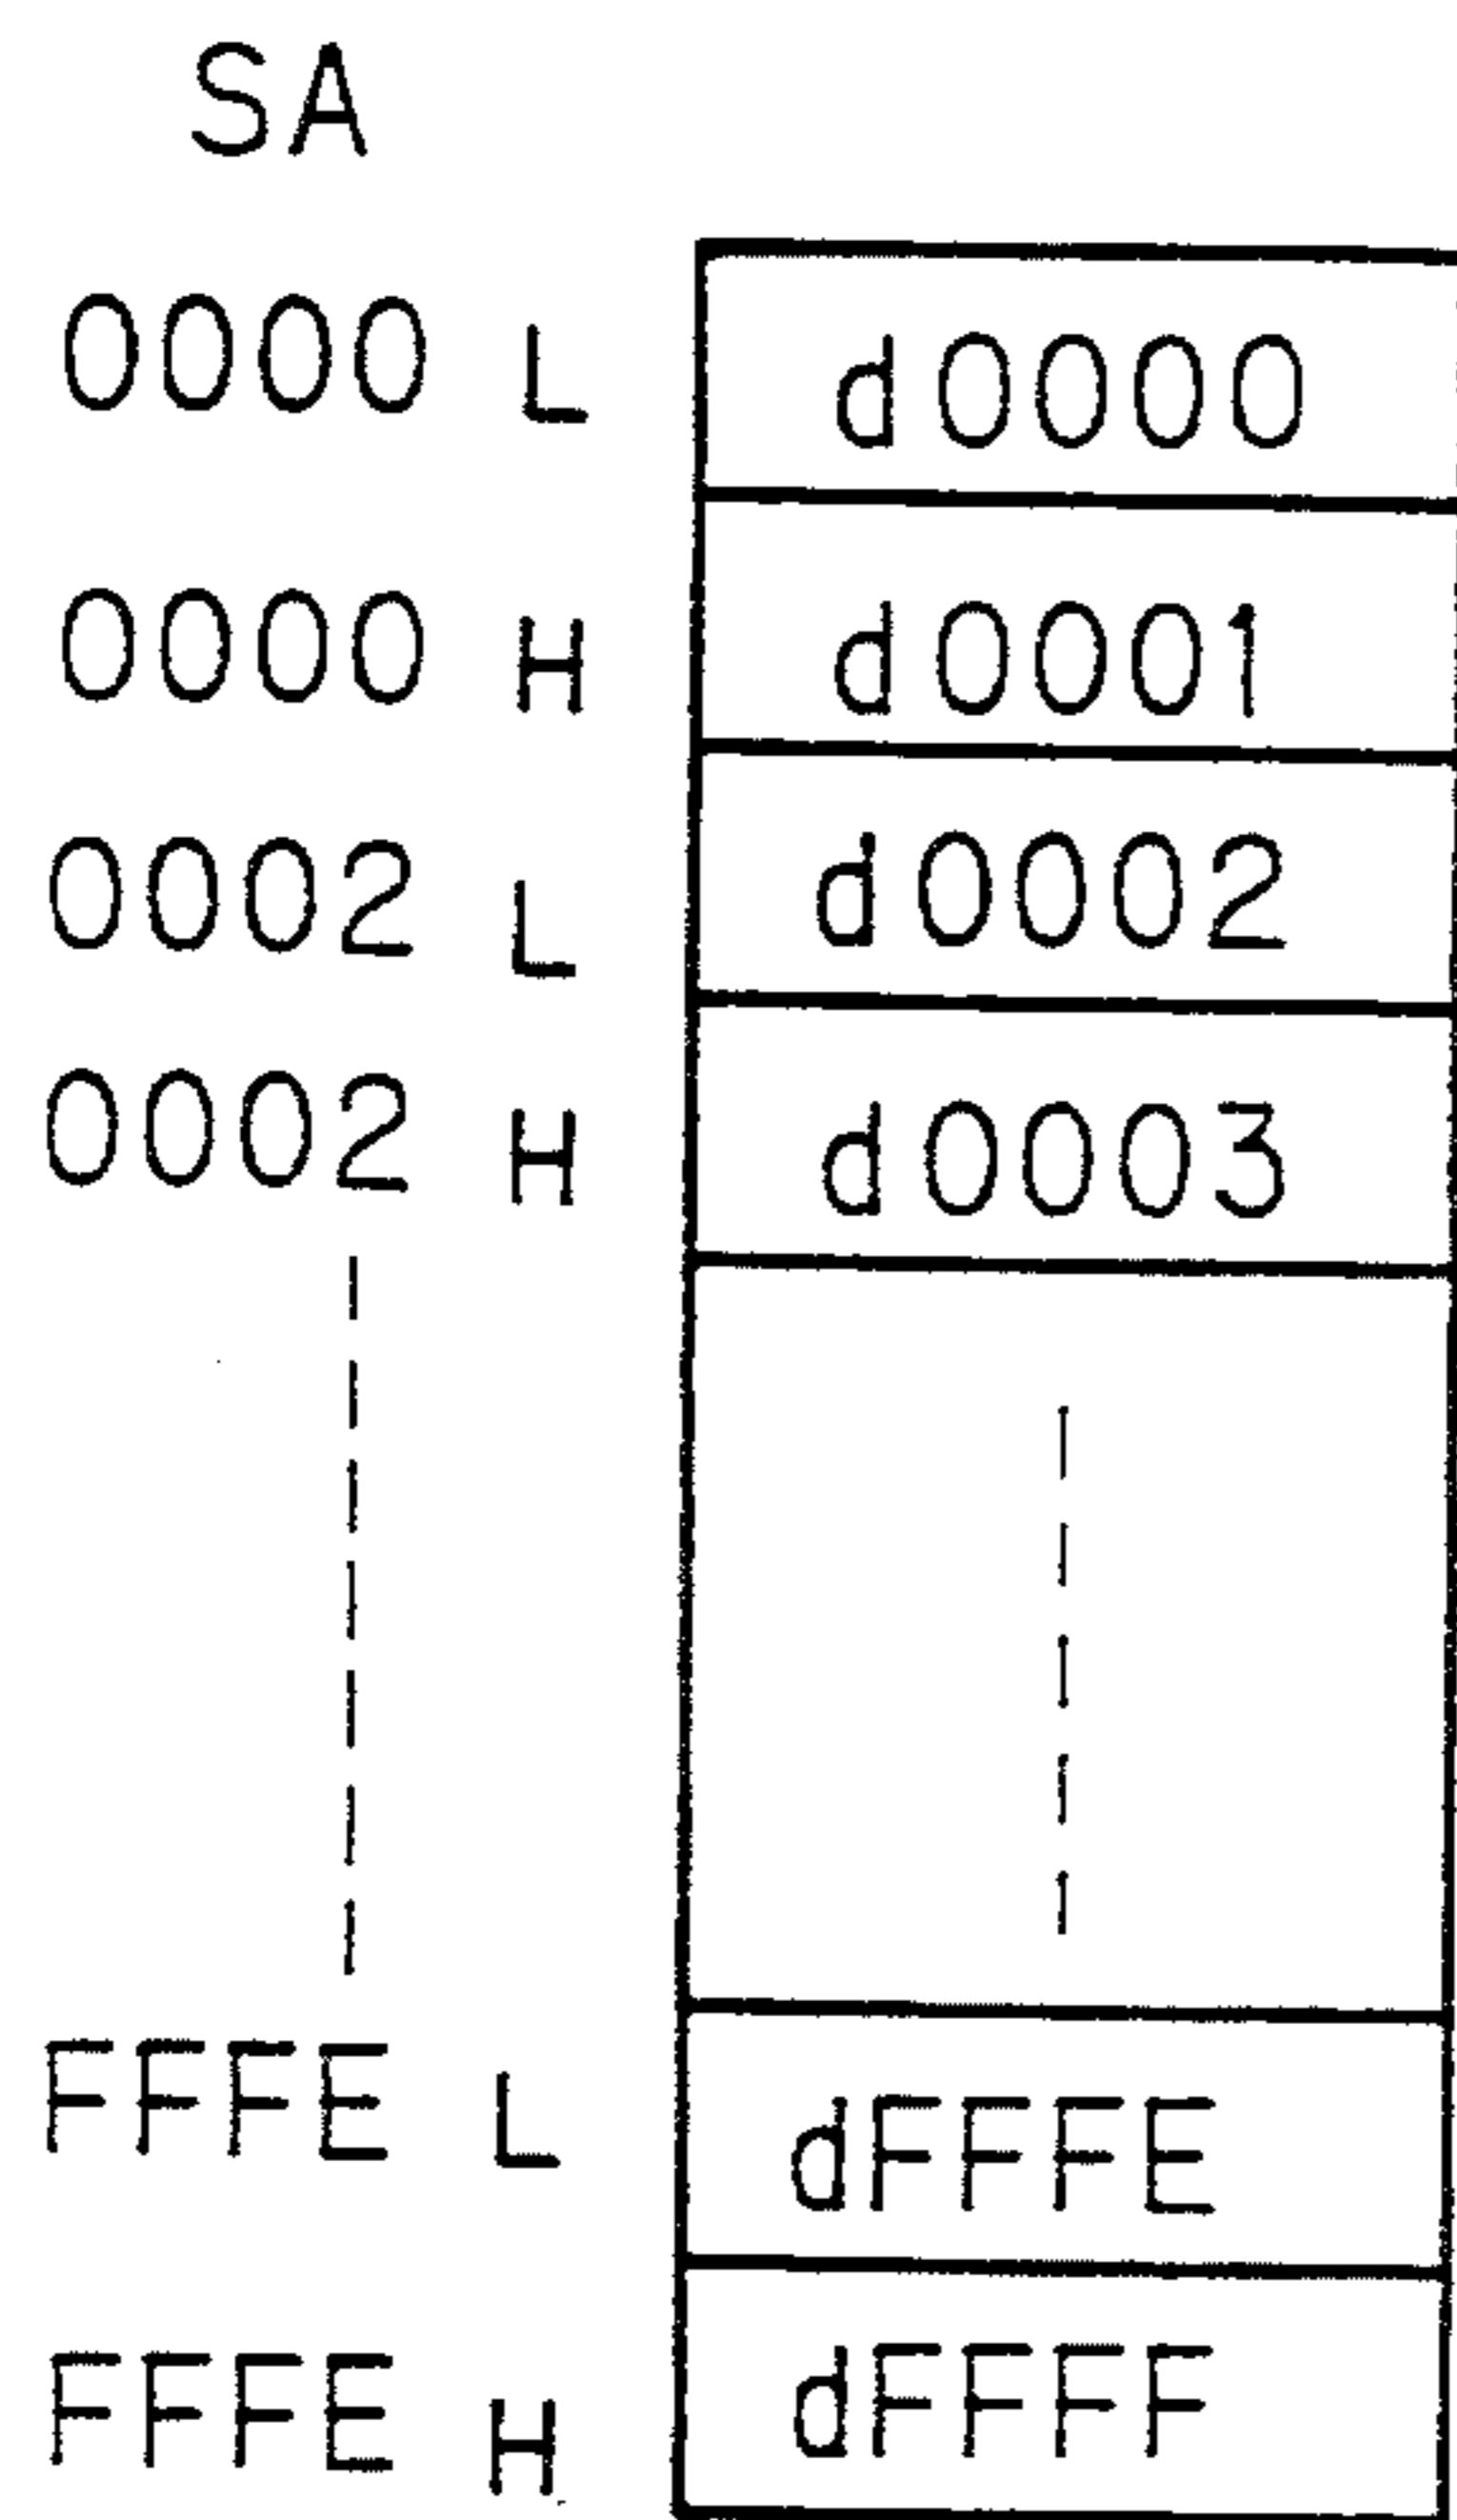 SA
0000 L d0000
0000 H d0001
0002 L d0002
0002 H d0003
FFFE L dFFFE
FFFE H dFFFF